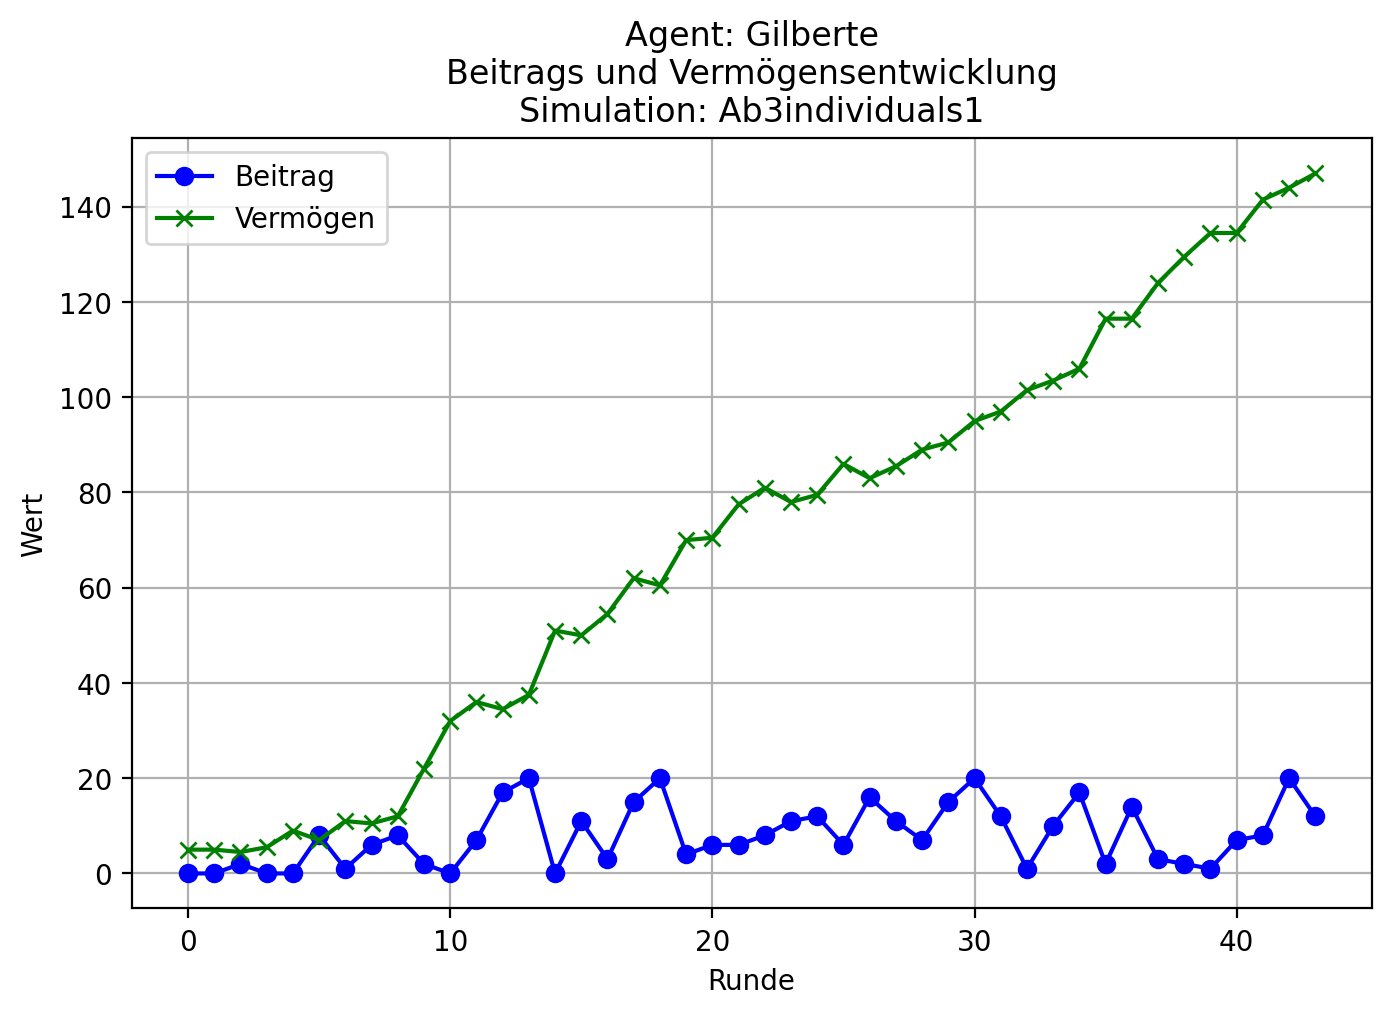 Agent: Gilberte
Beitrags und Vermögensentwicklung
Simulation: Ab3individuals1
Beitrag
Vermögen
140
120
100
80
60
40
20
0
Wert
0 10 20 30 40
Runde